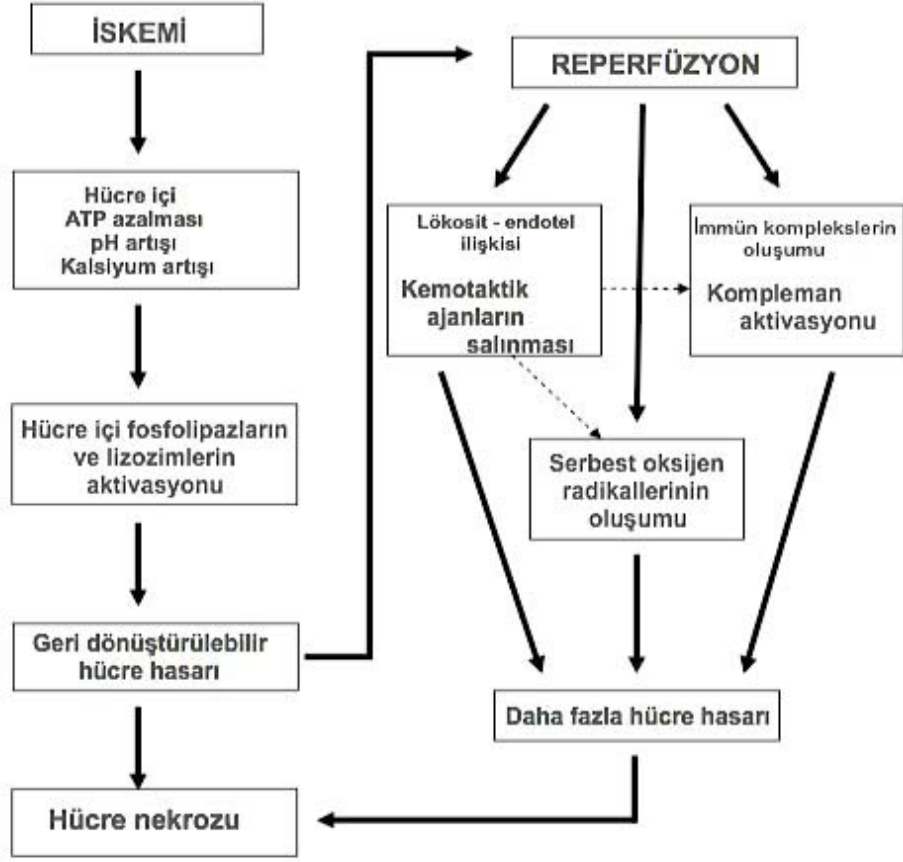 İSKEMİ
Hücre içi
ATP azalması
pH artışı
Kalsiyum artışı
Hücre içi fosfolipazların
ve lizozimlerin
aktivasyonu
Geri dönüştürülebilir
hücre hasarı
Hücre nekrozu
REPERFÜZYON
Lökosit - endotel
ilişkisi
Kemotaktik
ajanların
salınması
İmmün komplekslerin
oluşumu
Kompleman
aktivasyonu
Serbest oksijen
radikallerinin
oluşumu
Daha fazla hücre hasarı